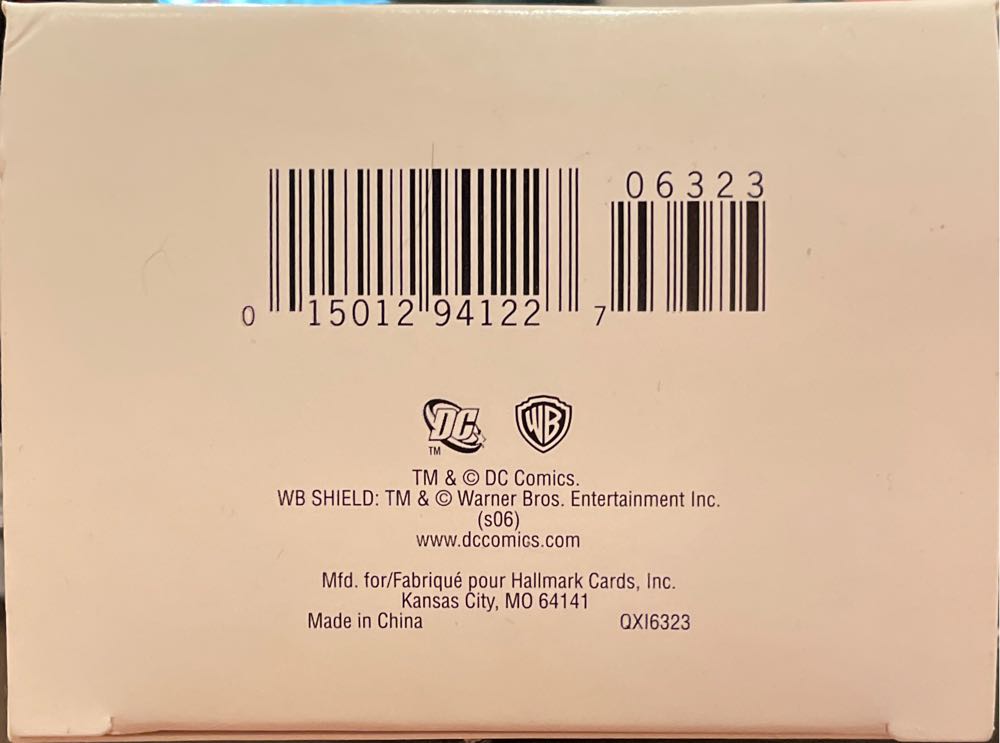 06323
0 15012 94122 7
DC
TM
WB
TM & © DC Comics.
WB SHIELD: TM & © Warner Bros. Entertainment Inc.
(s06)
www.dccomics.com
Mfd. for/Fabriqué pour Hallmark Cards, Inc.
Kansas City, MO 64141
Made in China QXI6323